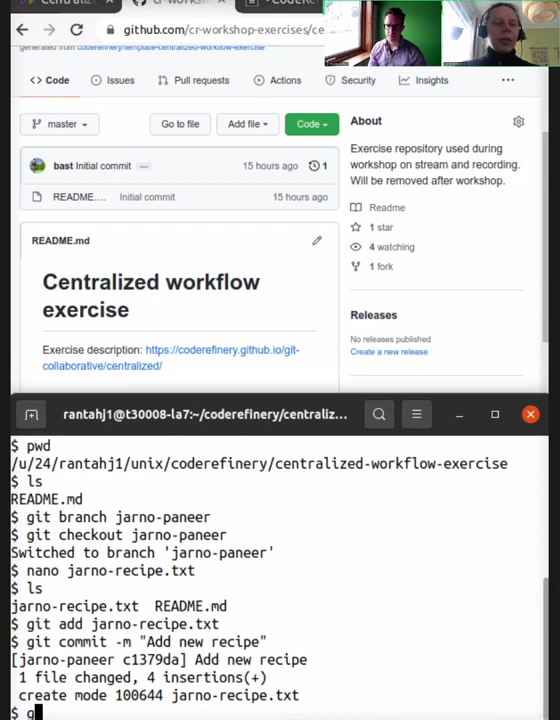 github.com/cr-workshop-exercises/ce
generated from coderefinery/template-centralized-workflow-exercise
Code
Issues
Pull requests
Actions
Security
Insights
master
Go to file
Add file
Code
About
Exercise repository used during
workshop on stream and recording.
Will be removed after workshop.
bast Initial commit
15 hours ago
1
README....
Initial commit
15 hours ago
Readme
1 star
4 watching
1 fork
README.md
Centralized workflow
exercise
Exercise description: https://coderefinery.github.io/git-
collaborative/centralized/
Releases
No releases published
Create a new release
rantahj1@t30008-la7:~/coderefinery/centraliz...
$ pwd
/u/24/rantahj1/unix/coderefinery/centralized-workflow-exercise
$ ls
README.md
$ git branch jarno-paneer
$ git checkout jarno-paneer
Switched to branch 'jarno-paneer'
$ nano jarno-recipe.txt
$ ls
jarno-recipe.txt  README.md
$ git add jarno-recipe.txt
$ git commit -m "Add new recipe"
[jarno-paneer c1379da] Add new recipe
 1 file changed, 4 insertions(+)
 create mode 100644 jarno-recipe.txt
$ g